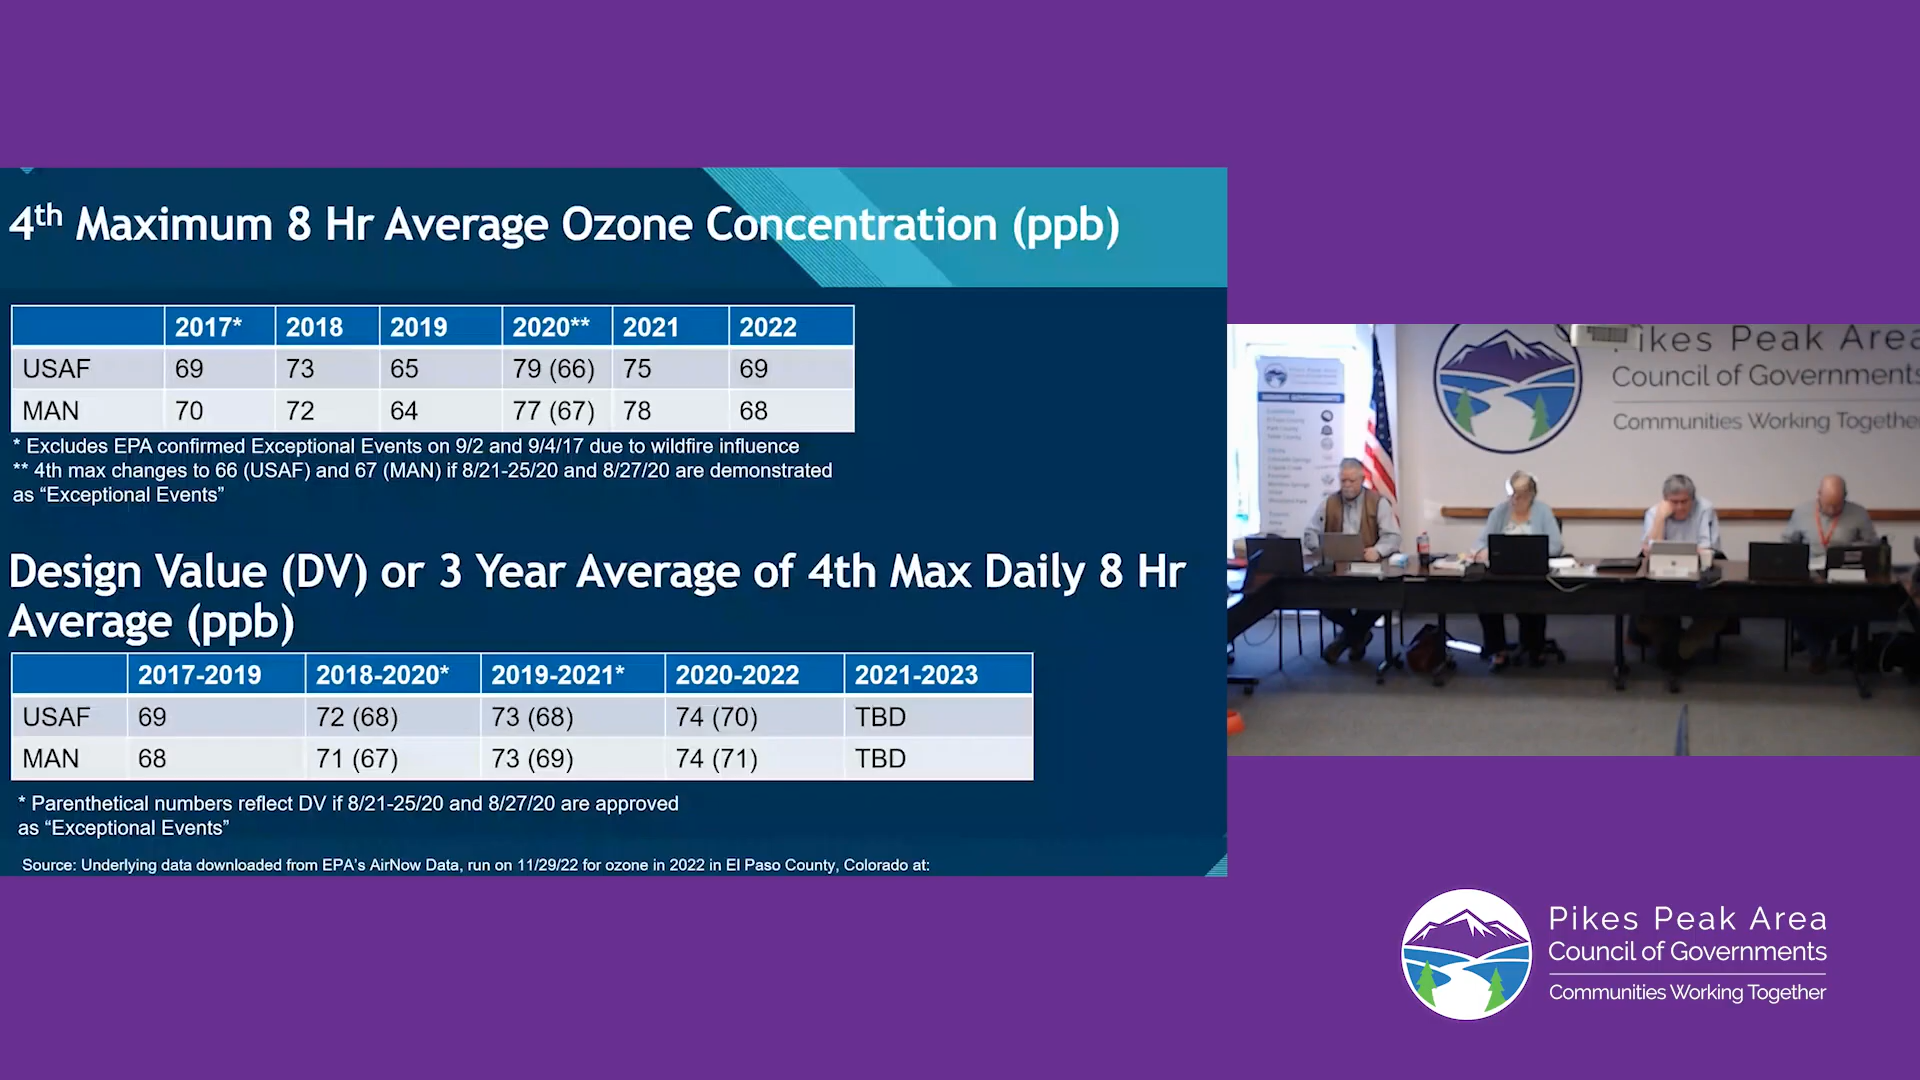 4th Maximum 8 Hr Average Ozone Concentration (ppb)
2017* 2018 2019 2020** 2021 2022
USAF 69 73 65 79 (66) 75 69
MAN 70 72 64 77 (67) 78 68
* Excludes EPA confirmed Exceptional Events on 9/2 and 9/4/17 due to wildfire influence
** 4th max changes to 66 (USAF) and 67 (MAN) if 8/21-25/20 and 8/27/20 are demonstrated
as “Exceptional Events”
Design Value (DV) or 3 Year Average of 4th Max Daily 8 Hr
Average (ppb)
2017-2019 2018-2020* 2019-2021* 2020-2022 2021-2023
USAF 69 72 (68) 73 (68) 74 (70) TBD
MAN 68 71 (67) 73 (69) 74 (71) TBD
* Parenthetical numbers reflect DV if 8/21-25/20 and 8/27/20 are approved
as “Exceptional Events”
Source: Underlying data downloaded from EPA’s AirNow Data, run on 11/29/22 for ozone in 2022 in El Paso County, Colorado at:
Pikes Peak Area
Council of Governments
Communities Working Together
Pikes Peak Area
Council of Governments
Communities Working Together